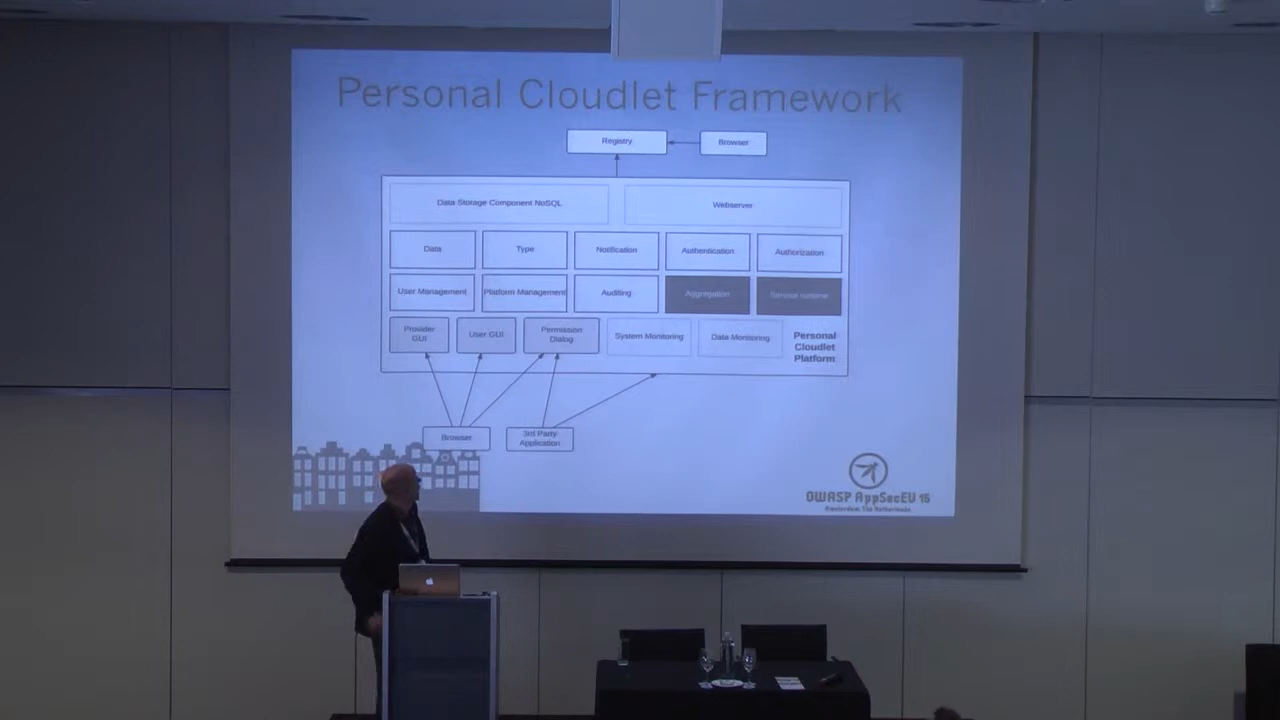 Personal Cloudlet Framework
Registry
Browser
Data Storage Component NoSQL
Webserver
Data
Type
Notification
Authentication
Authorization
User Management
Platform Management
Auditing
Aggregation
Service runtime
Provider
GUI
User GUI
Permission
Dialog
System Monitoring
Data Monitoring
Personal
Cloudlet
Platform
Browser
3rd Party
Application
OWASP AppSecEU 15
Amsterdam, The Netherlands